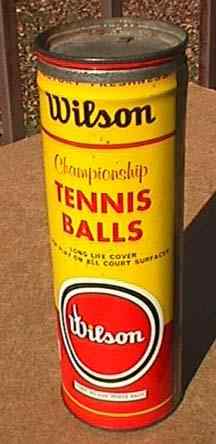 Wilson
Championship
TENNIS
BALLS
LONG LIFE COVER
ON ALL COURT SURFACES
Wilson